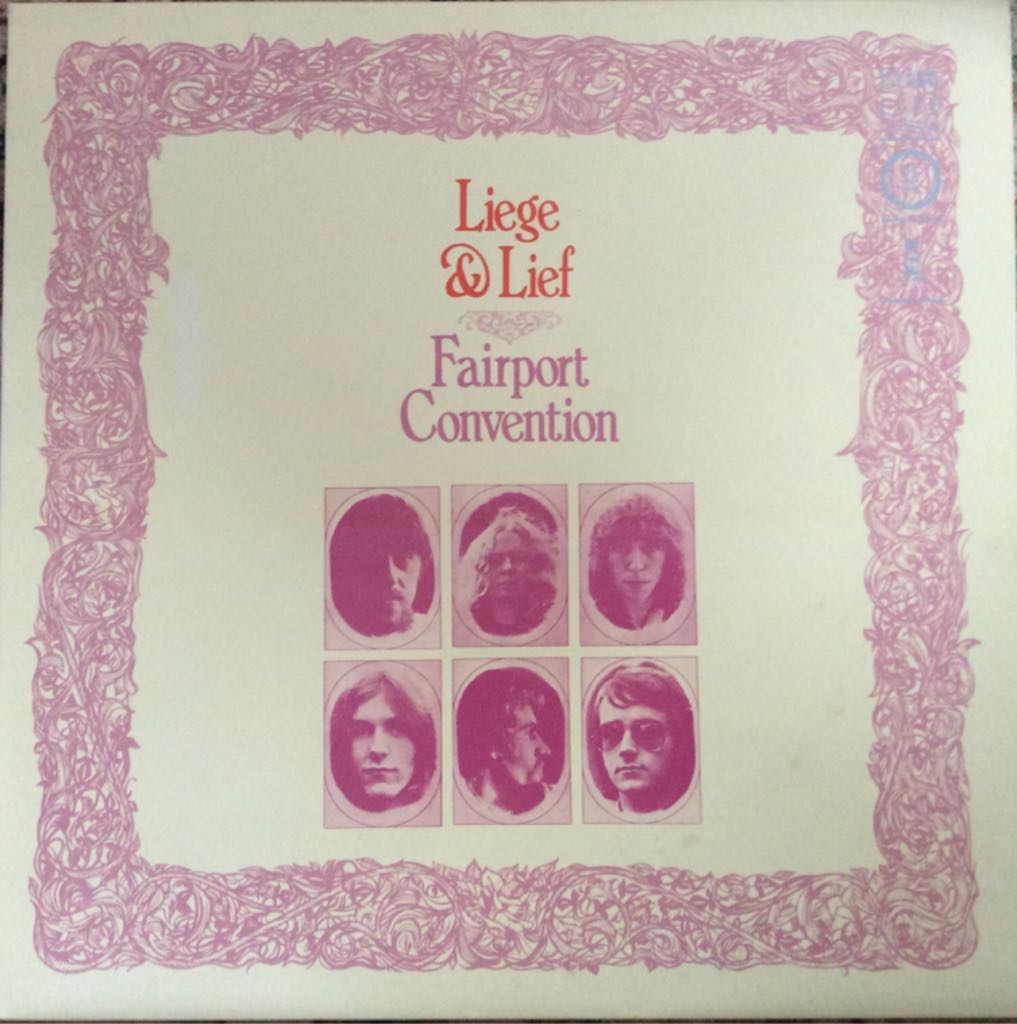 Liege
& Lief
Fairport
Convention